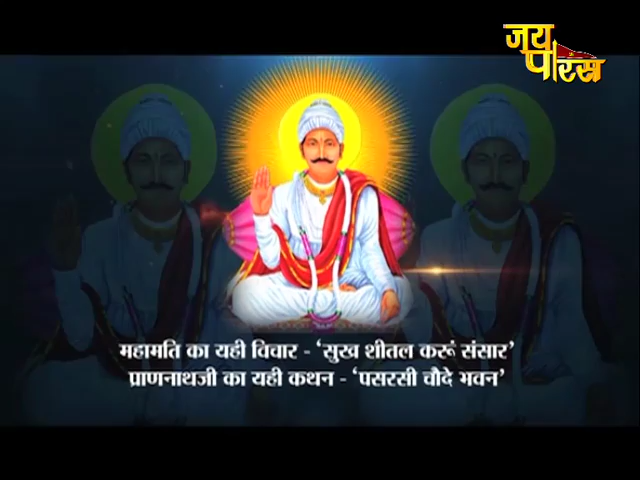 जय
पारस
महामति का यही विचार - ‘सुख शीतल करूं संसार’
प्राणनाथजी का यही कथन - ‘पसरसी चौदे भवन’